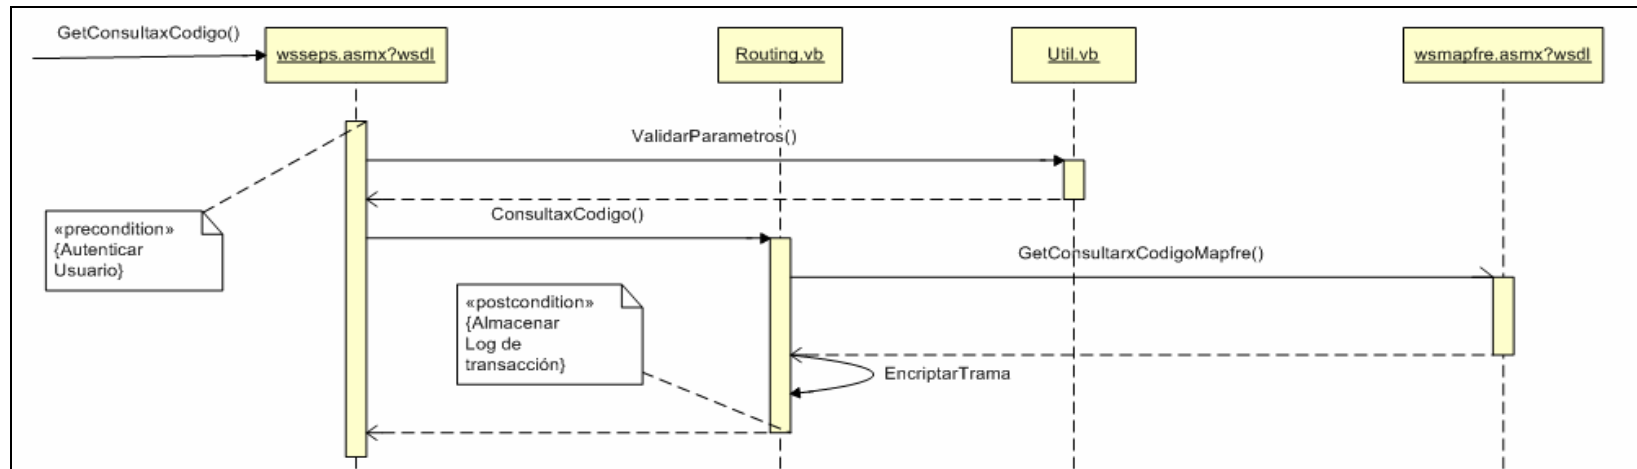 GetConsultaxCodigo()
wsseps.asmx?wsdl
Routing.vb
Util.vb
wsmapfre.asmx?wsdl
ValidarParametros()
ConsultaxCodigo()
«precondition»
{Autenticar
Usuario}
GetConsultarxCodigoMapfre()
«postcondition»
{Almacenar
Log de
transacción}
EncriptarTrama